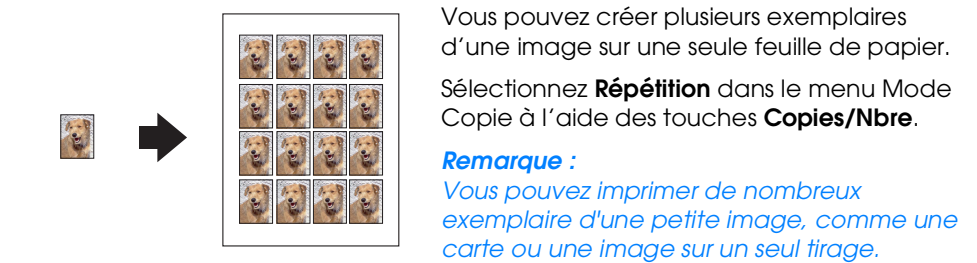 Vous pouvez créer plusieurs exemplaires
d’une image sur une seule feuille de papier.
Sélectionnez Répétition dans le menu Mode
Copie à l’aide des touches Copies/Nbre.
Remarque :
Vous pouvez imprimer de nombreux
exemplaire d'une petite image, comme une
carte ou une image sur un seul tirage.